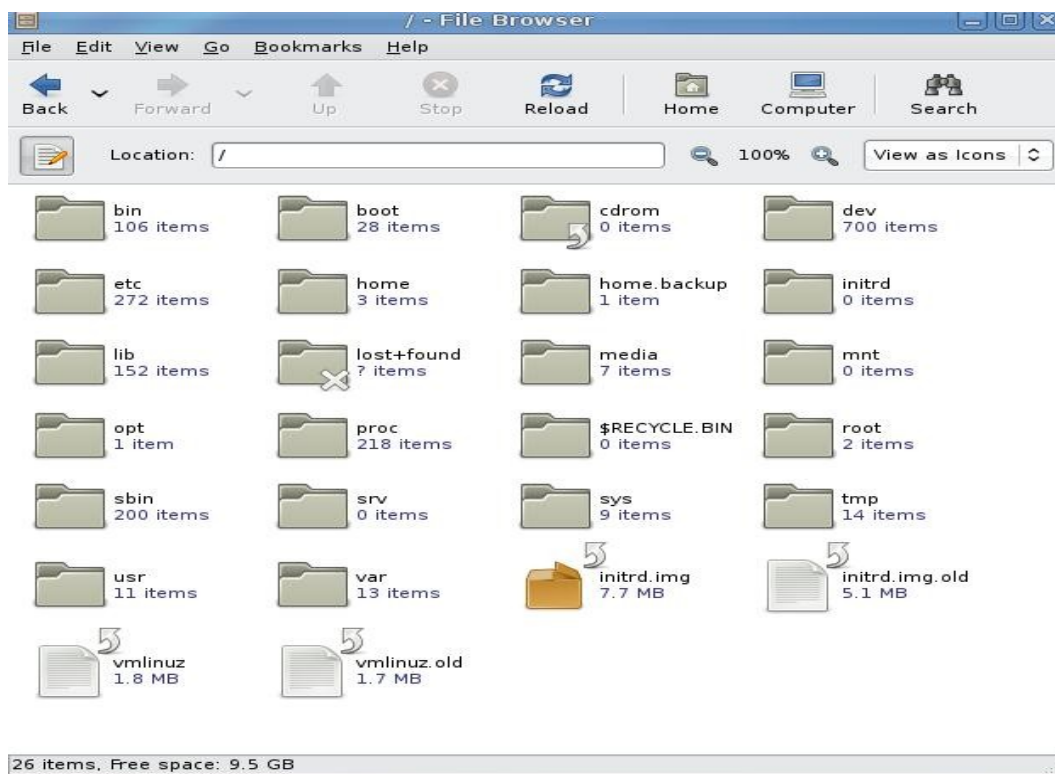 / - File Browser
File Edit View Go Bookmarks Help
Back Forward Up Stop Reload Home Computer Search
Location: / 100% View as Icons
bin boot cdrom dev
106 items 28 items 0 items 700 items
etc home home.backup initrd
272 items 3 items 1 item 0 items
lib lost+found media mnt
152 items ? items 7 items 0 items
opt proc $RECYCLE.BIN root
1 item 218 items 0 items 2 items
sbin srv sys tmp
200 items 0 items 9 items 14 items
usr var initrd.img initrd.img.old
11 items 13 items 7.7 MB 5.1 MB
vmlinuz vmlinuz.old
1.8 MB 1.7 MB
26 items, Free space: 9.5 GB